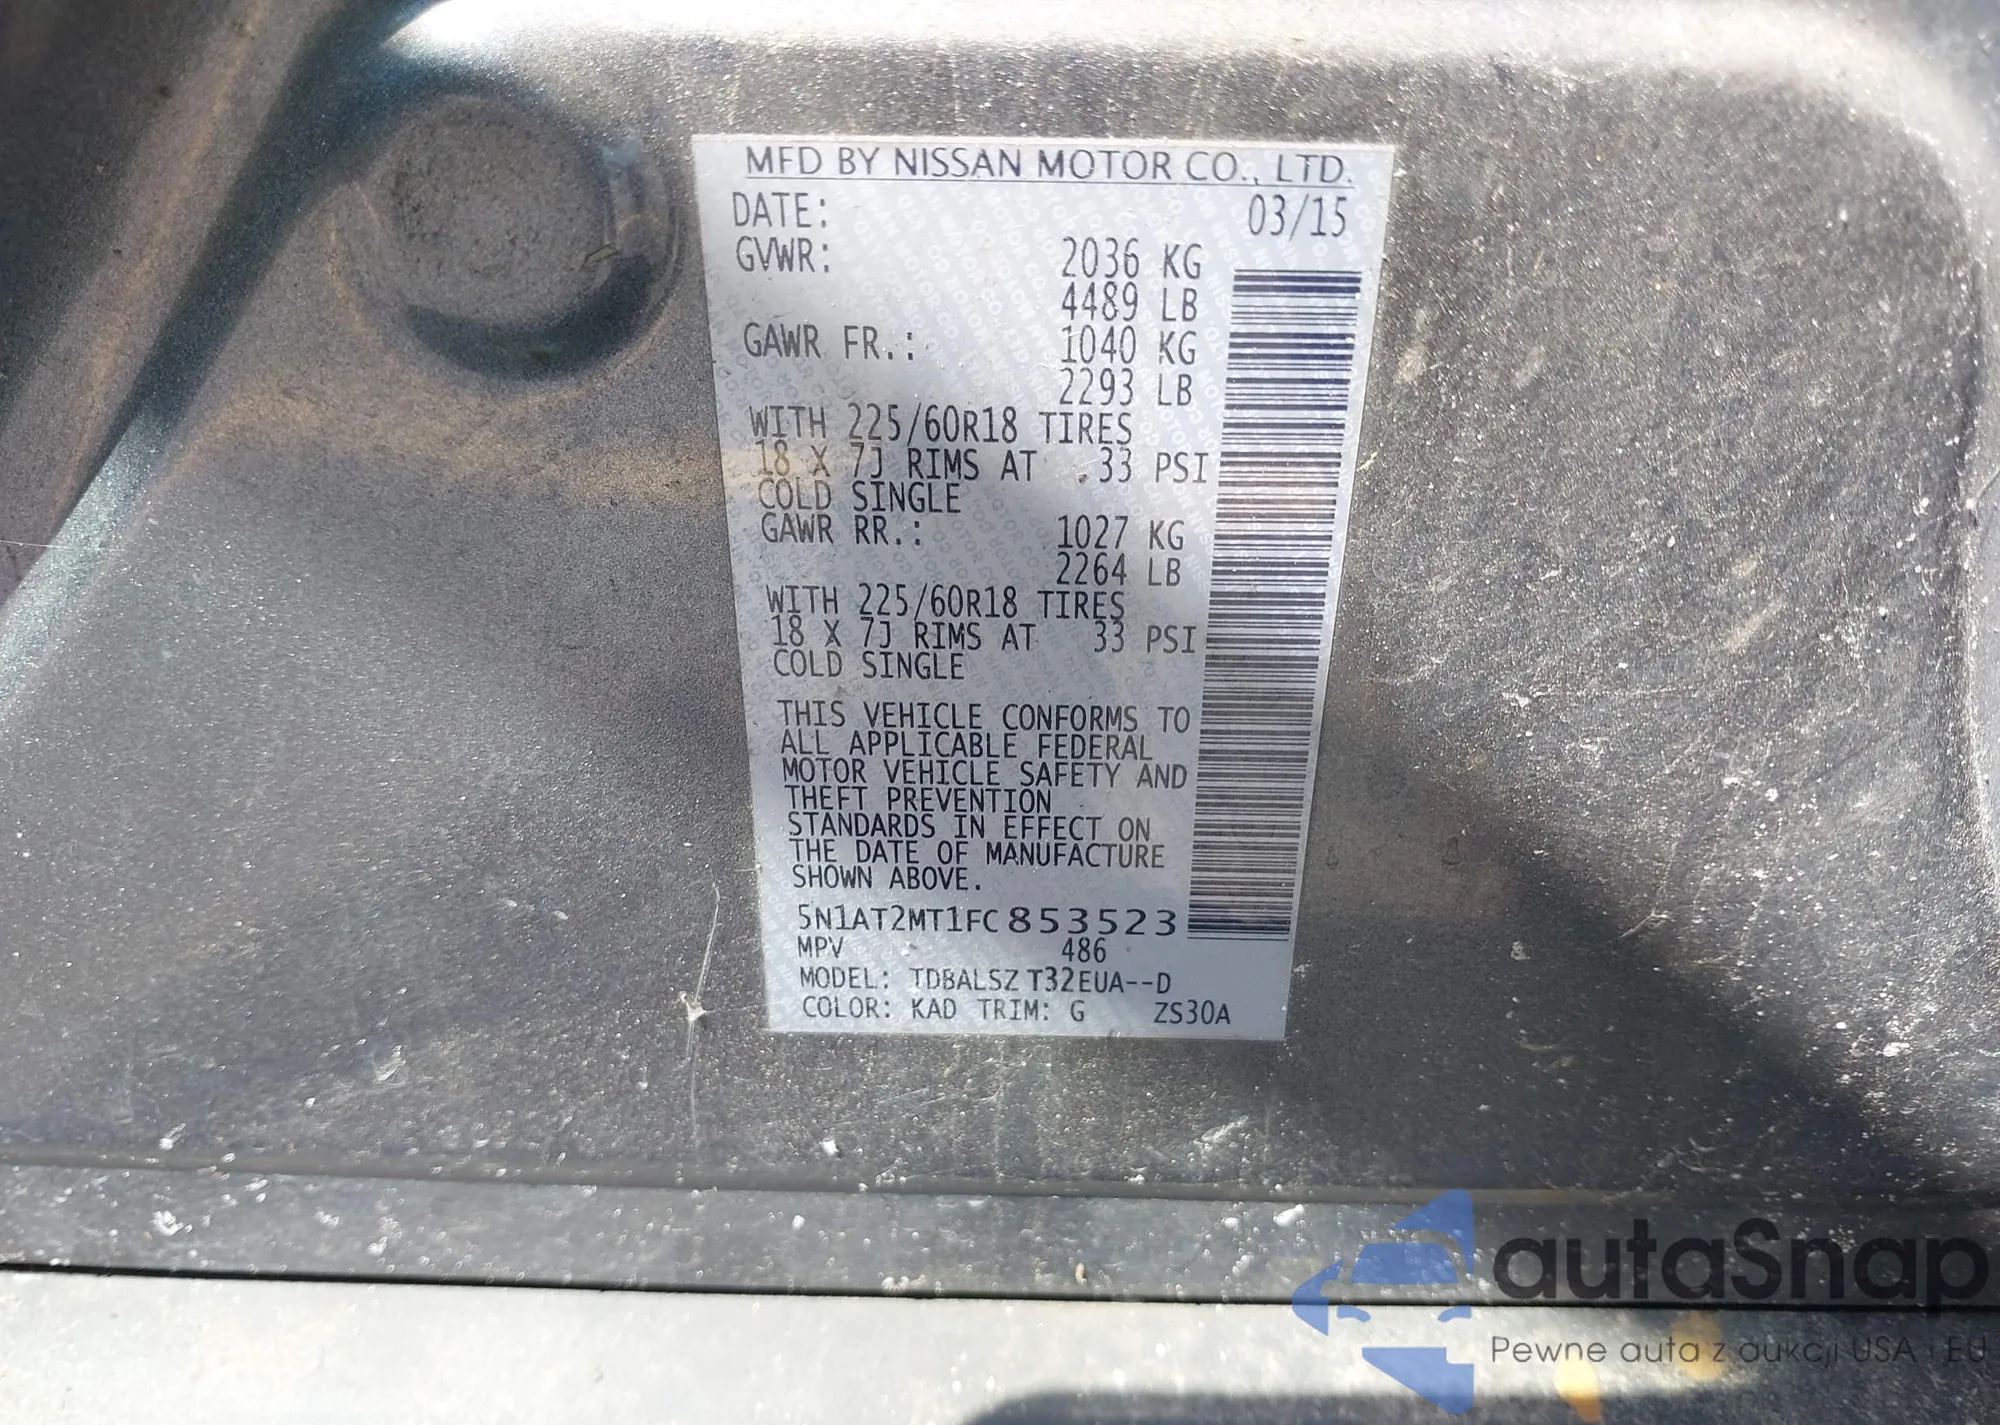 MFD BY NISSAN MOTOR CO., LTD.
DATE: 03/15
GVWR: 2036 KG
4489 LB
GAWR FR.: 1040 KG
2293 LB
WITH 225/60R18 TIRES
18 X 7J RIMS AT .33 PSI
COLD SINGLE
GAWR RR.: 1027 KG
2264 LB
WITH 225/60R18 TIRES
18 X 7J RIMS AT 33 PSI
COLD SINGLE
THIS VEHICLE CONFORMS TO
ALL APPLICABLE FEDERAL
MOTOR VEHICLE SAFETY AND
THEFT PREVENTION
STANDARDS IN EFFECT ON
THE DATE OF MANUFACTURE
SHOWN ABOVE.
5N1AT2MT1FC853523
MPV 486
MODEL: TDBALSZ T32EUA--D
COLOR: KAD TRIM: G ZS30A
autaSnap
Pewne auta z aukcji USA i EU